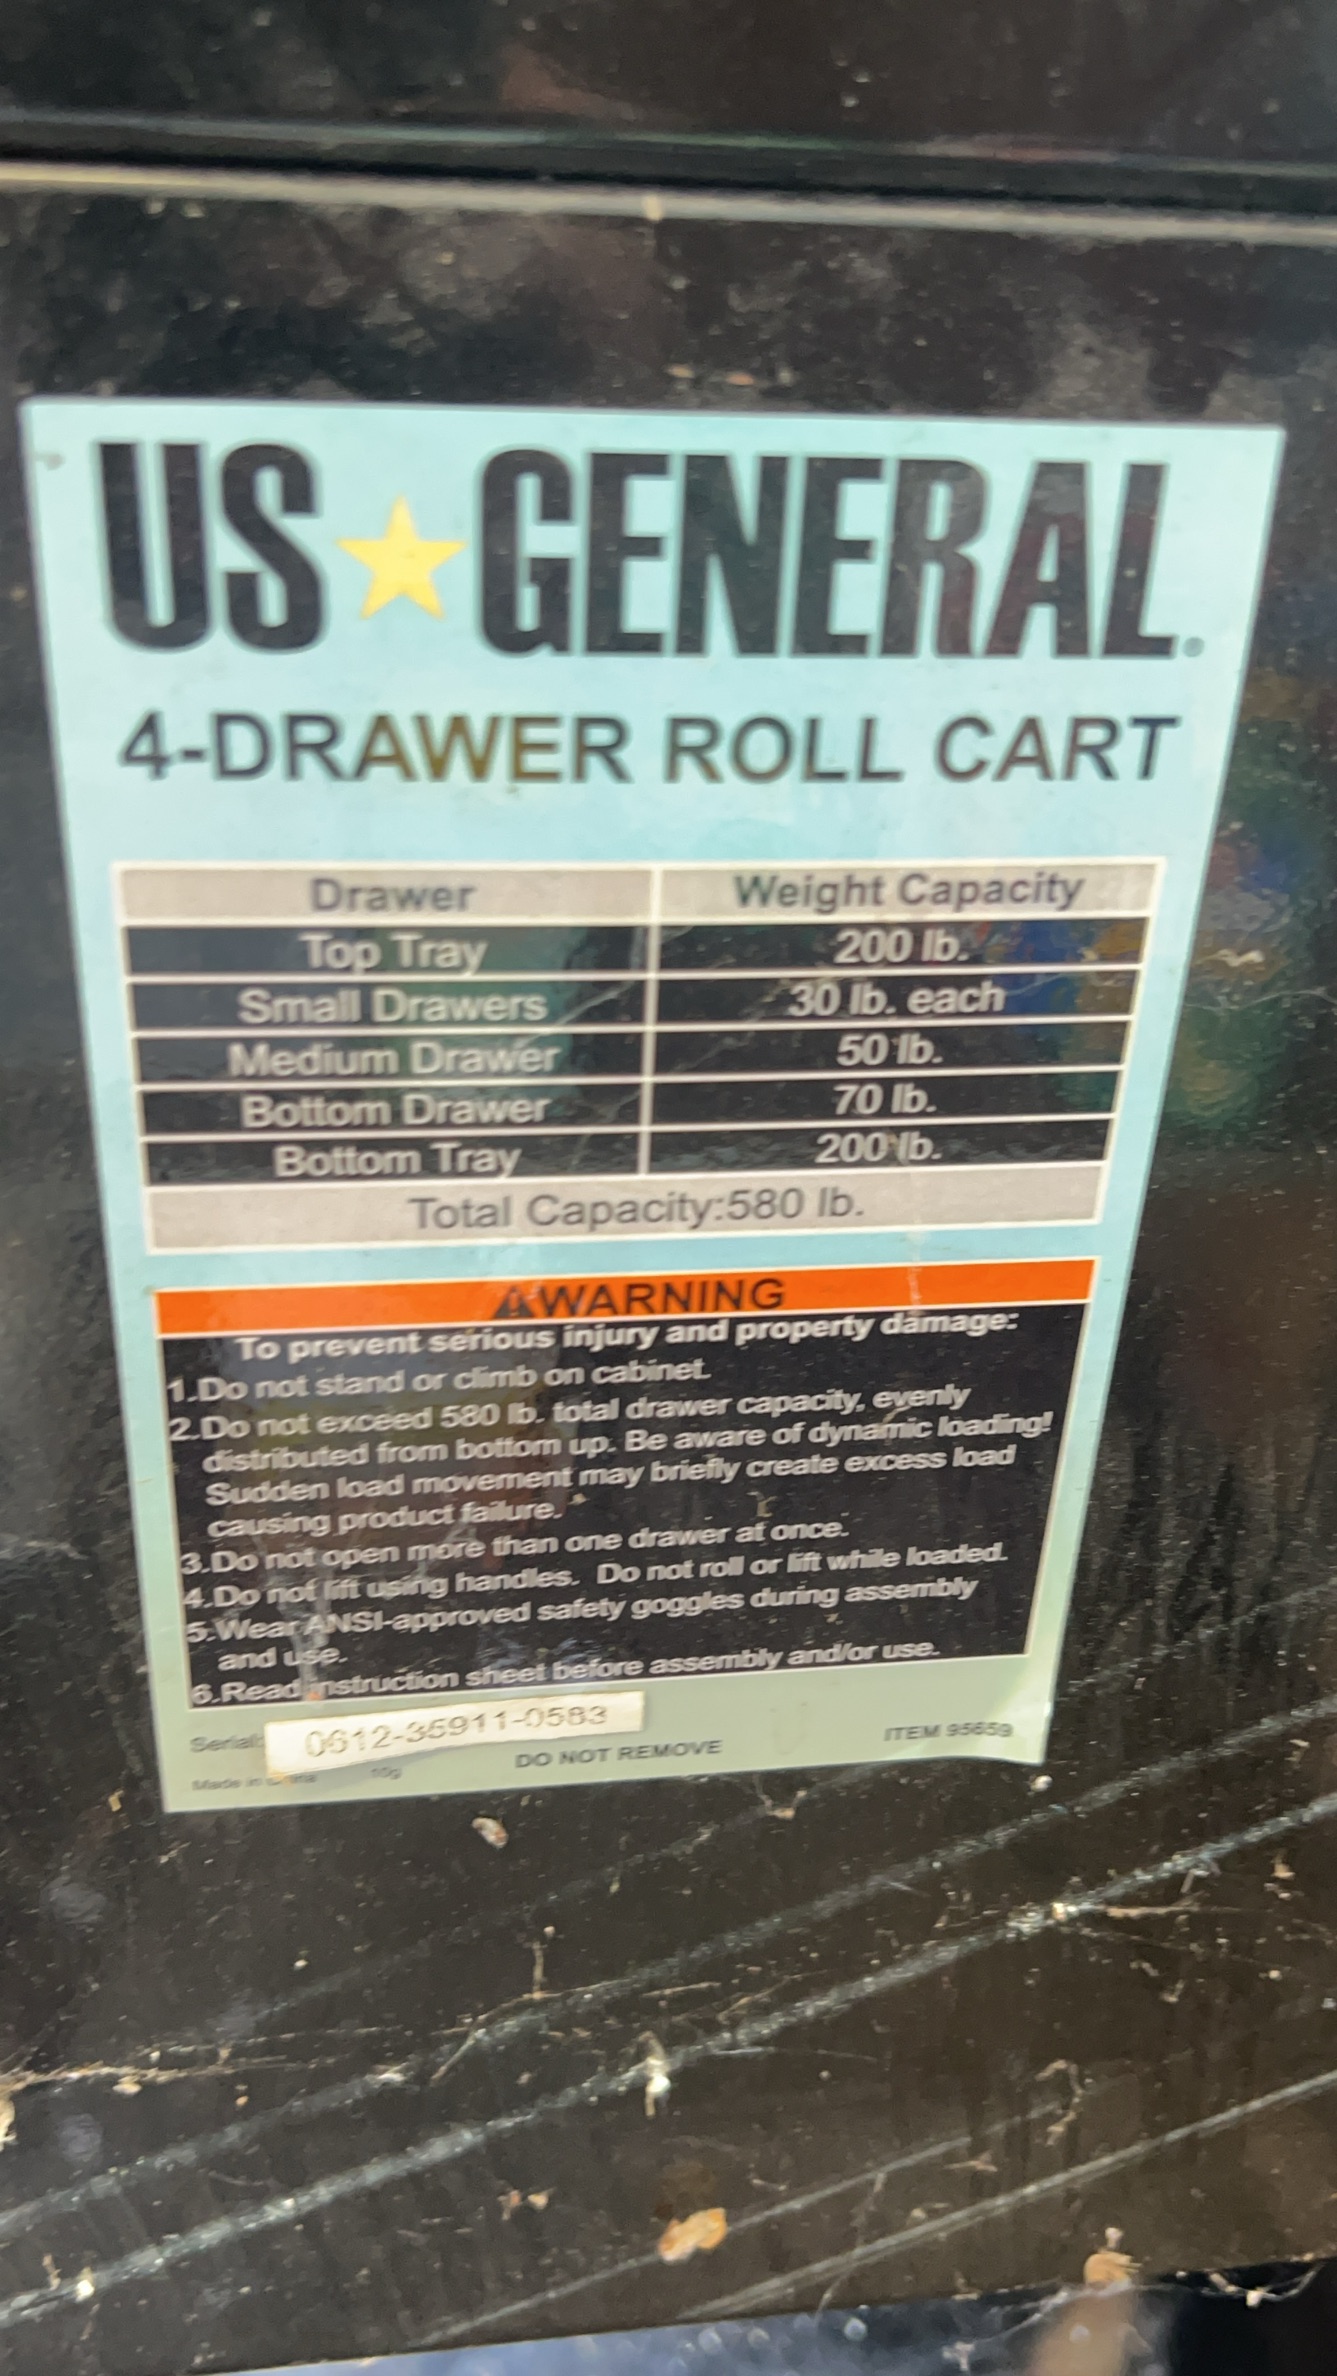 US GENERAL®
4-DRAWER ROLL CART
Drawer Weight Capacity
Top Tray 200 lb.
Small Drawers 30 lb. each
Medium Drawer 50 lb.
Bottom Drawer 70 lb.
Bottom Tray 200 lb.
Total Capacity:580 lb.
WARNING
To prevent serious injury and property damage:
1.Do not stand or climb on cabinet.
2.Do not exceed 580 lb. total drawer capacity, evenly
distributed from bottom up. Be aware of dynamic loading!
Sudden load movement may briefly create excess load
causing product failure.
3.Do not open more than one drawer at once.
4.Do not lift using handles. Do not roll or lift while loaded.
5.Wear ANSI-approved safety goggles during assembly
and use.
6.Read instruction sheet before assembly and/or use.
Serial: 0612-35911-0583
DO NOT REMOVE
ITEM 95659
Made in China 10g